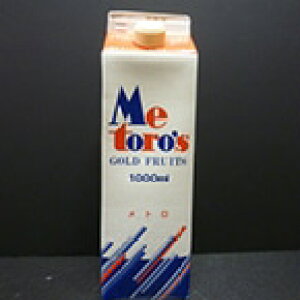 Me
toro's
GOLD FRUITS
1000ml
メトロ